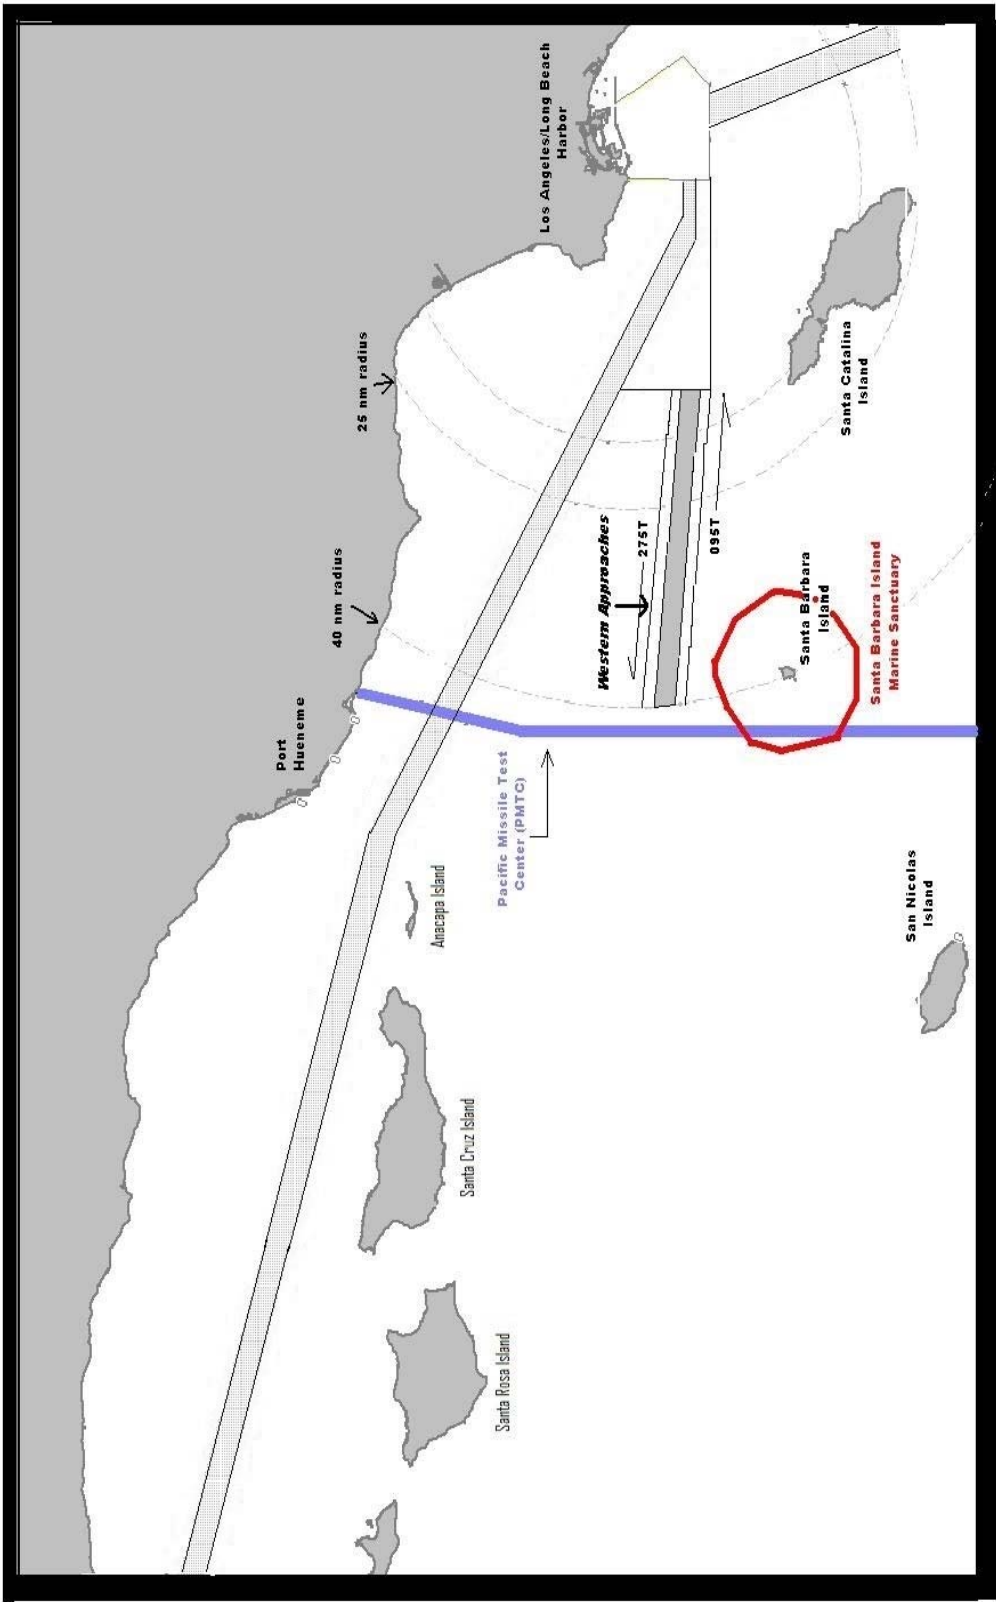 Los Angeles/Long Beach
Harbor
25 nm radius
40 nm radius
Port
Hueneme
Western Approaches
275T
095T
Santa Catalina
Island
Santa Barbara
Island
Santa Barbara Island
Marine Sanctuary
Pacific Missile Test
Center (PMTC)
Anacapa Island
San Nicolas
Island
Santa Cruz Island
Santa Rosa Island